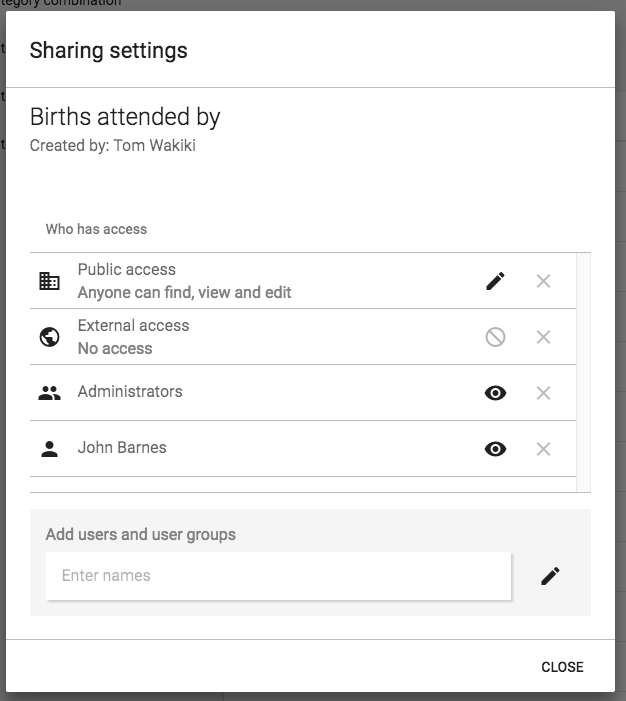 tegory combination
Sharing settings
Births attended by
Created by: Tom Wakiki
Who has access
Public access
Anyone can find, view and edit
External access
No access
Administrators
John Barnes
Add users and user groups
Enter names
CLOSE